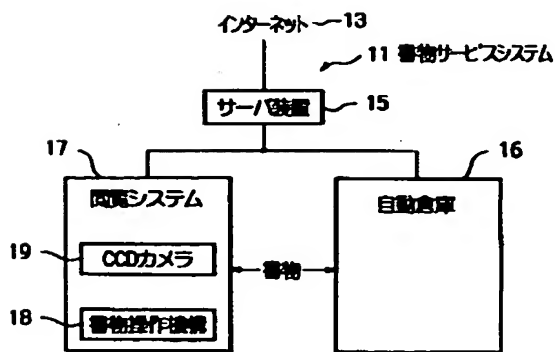 インターネット 13
11 書物サービスシステム
サーバ装置 15
17
16
閲覧システム
自動倉庫
19 CCDカメラ
書物
18 書物操作機構